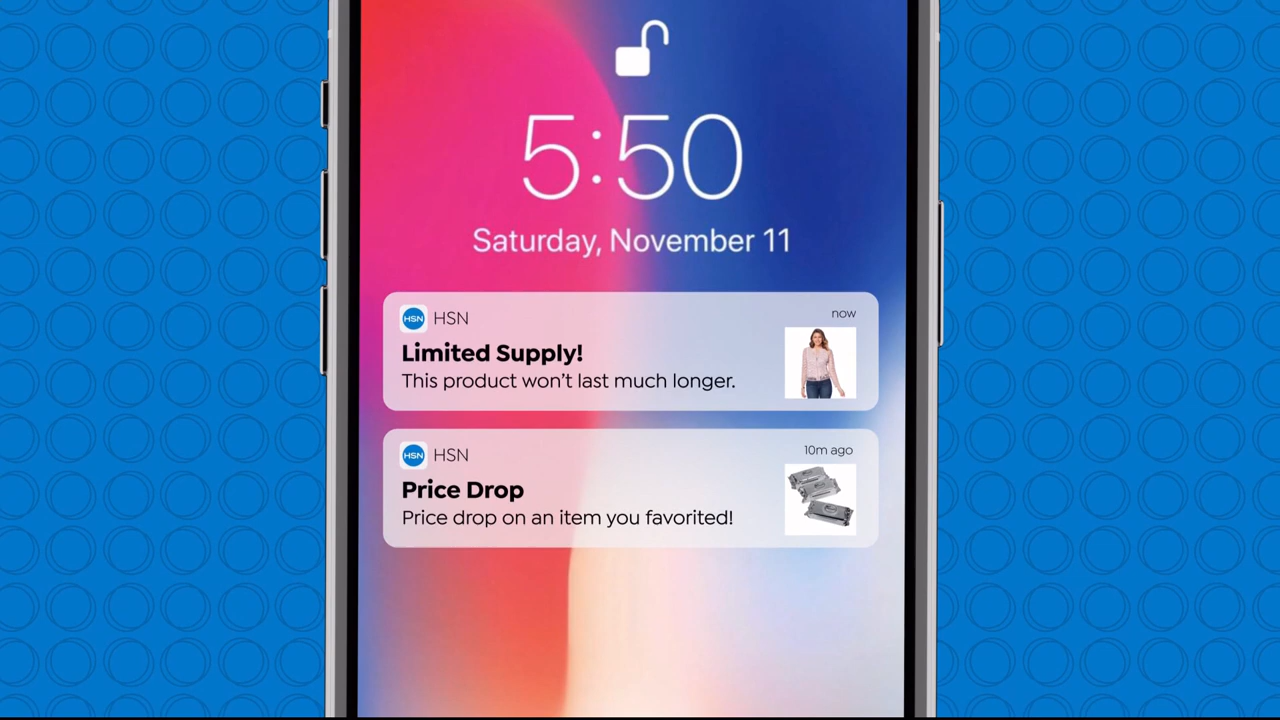 5:50
Saturday, November 11
HSN HSN now
Limited Supply!
This product won't last much longer.
HSN HSN 10m ago
Price Drop
Price drop on an item you favorited!